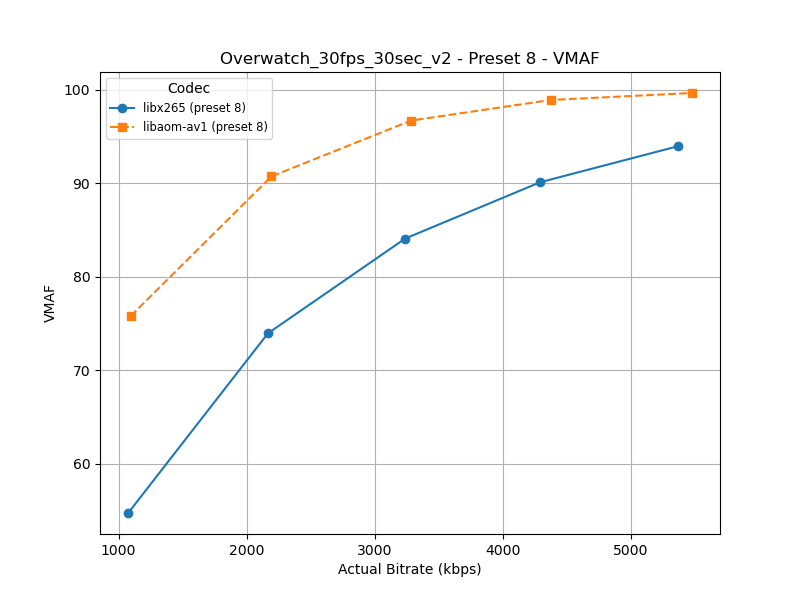 Overwatch_30fps_30sec_v2 - Preset 8 - VMAF
Codec
libx265 (preset 8)
libaom-av1 (preset 8)
100
90
80
70
60
VMAF
1000 2000 3000 4000 5000
Actual Bitrate (kbps)